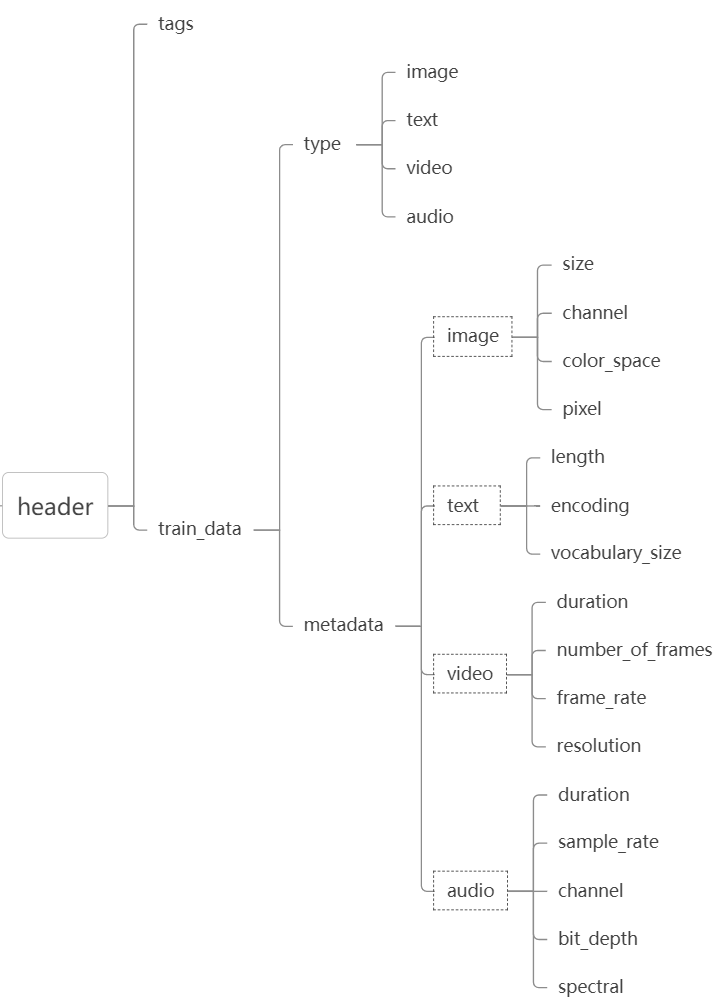 header
tags
train_data
type
image
text
video
audio
metadata
image
size
channel
color_space
pixel
text
length
encoding
vocabulary_size
video
duration
number_of_frames
frame_rate
resolution
audio
duration
sample_rate
channel
bit_depth
spectral